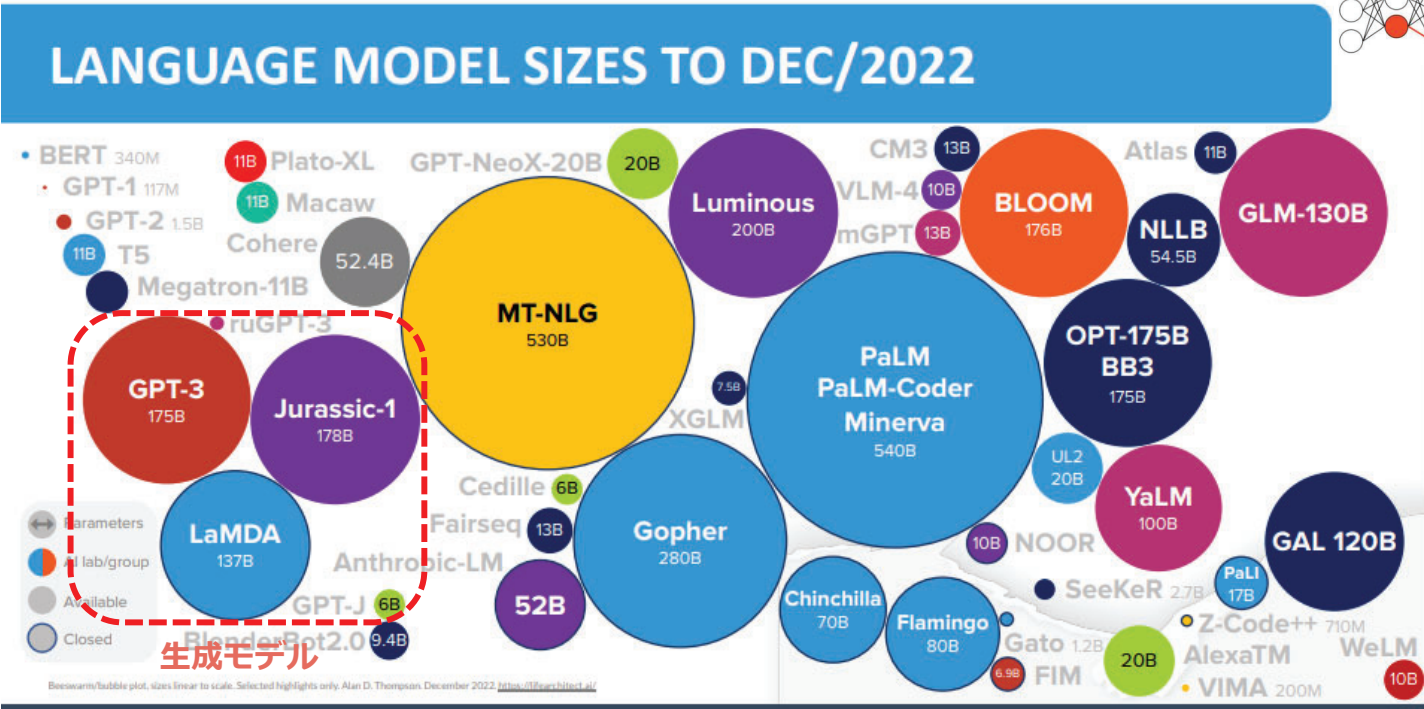 LANGUAGE MODEL SIZES TO DEC/2022
BERT 340M
GPT-1 117M
GPT-2 1.5B
11B T5
Megatron-11B
11B Plato-XL
11B Macaw
Cohere
52.4B
ruGPT-3
GPT-3
175B
Jurassic-1
178B
LaMDA
137B
GPT-NeoX-20B 20B
MT-NLG
530B
Luminous
200B
CM3 13B
VLM-4 10B
mGPT 13B
BLOOM
176B
Atlas 11B
NLLB
54.5B
GLM-130B
PaLM
PaLM-Coder
Minerva
540B
OPT-175B
BB3
175B
7.5B
XGLM
UL2
20B
YaLM
100B
Cedille 6B
Fairseq 13B
Anthropic-LM
52B
Gopher
280B
GPT-J 6B
BlenderBot2.0 9.4B
Chinchilla
70B
Flamingo
80B
10B NOOR
SeeKeR 2.7B
Gato 1.2B
6.9B FIM
GAL 120B
PaLI
17B
Z-Code++ 710M
20B AlexaTM
VIMA 200M
WeLM
10B
Parameters
AI lab/group
Available
Closed
生成モデル
Beeswarm/bubble plot, sizes linear to scale. Selected highlights only. Alan D. Thompson. December 2022. https://lifearchitect.ai/